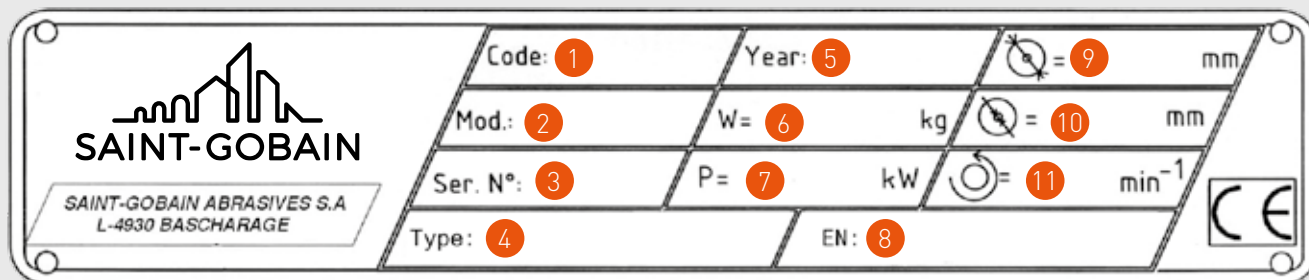 SAINT-GOBAIN
SAINT-GOBAIN ABRASIVES S.A
L-4930 BASCHARAGE
Code: 1
Year: 5
= 9 mm
Mod.: 2
W= 6 kg
= 10 mm
Ser. N°: 3
P= 7 kW
= 11 min⁻¹
Type: 4
EN: 8
CE